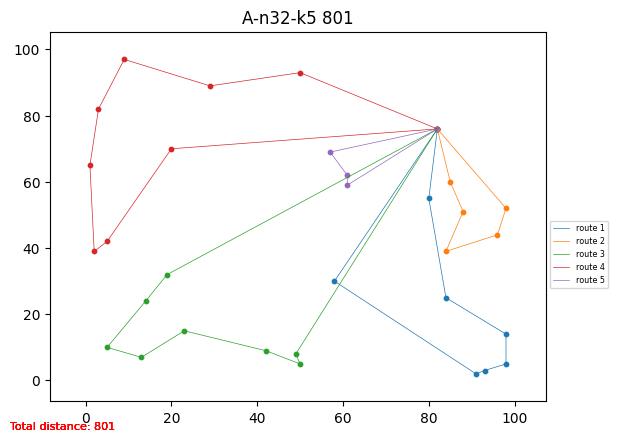 A-n32-k5 801
100
80
60
40
20
0
route 1
route 2
route 3
route 4
route 5
0 20 40 60 80 100
Total distance: 801